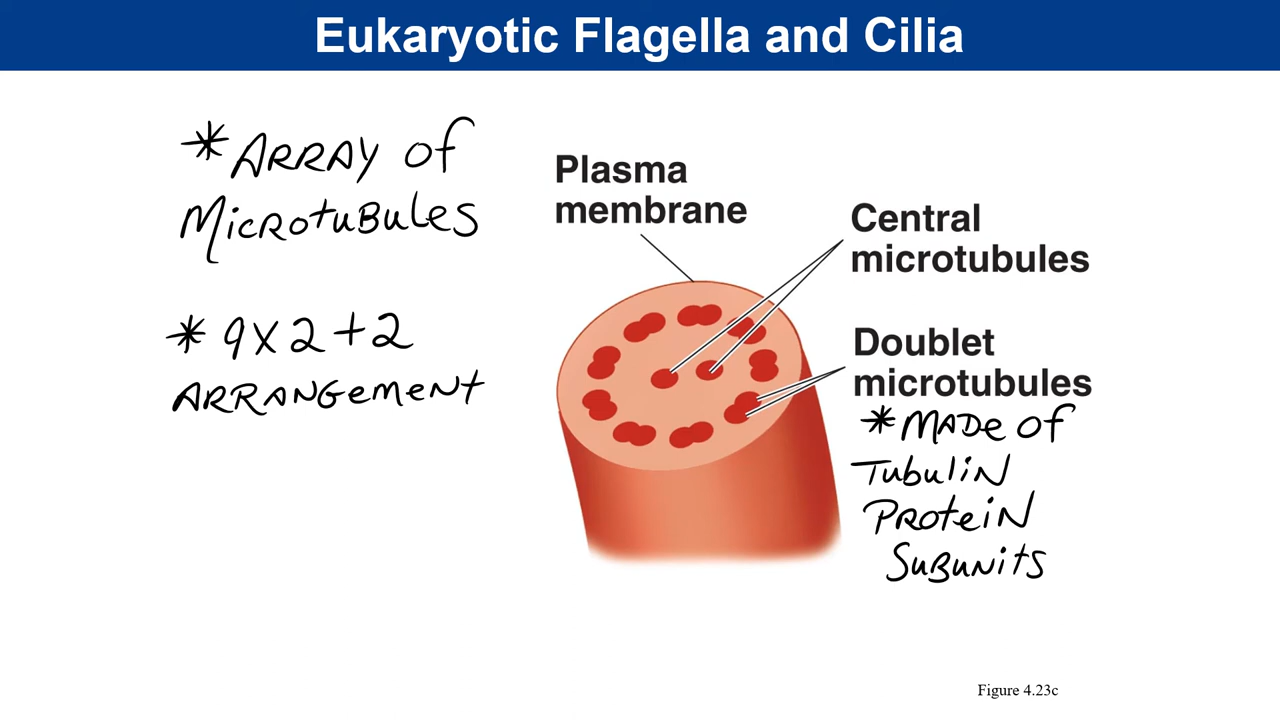 Eukaryotic Flagella and Cilia
* ARRAY of
MicRotuBules
* 9x2+2
ARRANGement
Plasma
membrane
Central
microtubules
Doublet
microtubules
* MADe of
Tubulin
PRoteiN
SuBuNits
Figure 4.23c